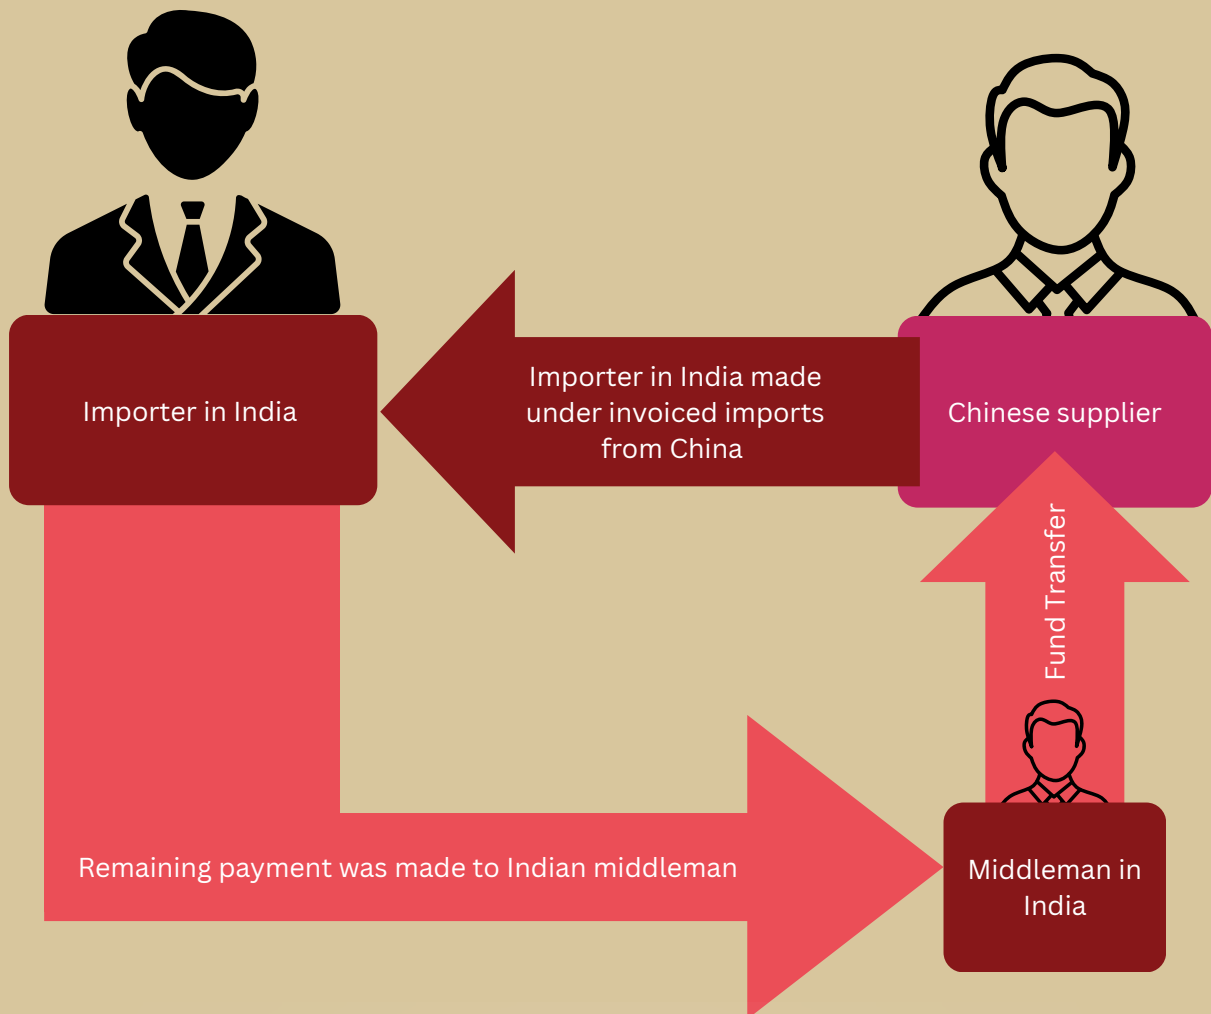 Importer in India
Importer in India made
under invoiced imports
from China
Chinese supplier
Fund Transfer
Remaining payment was made to Indian middleman
Middleman in
India